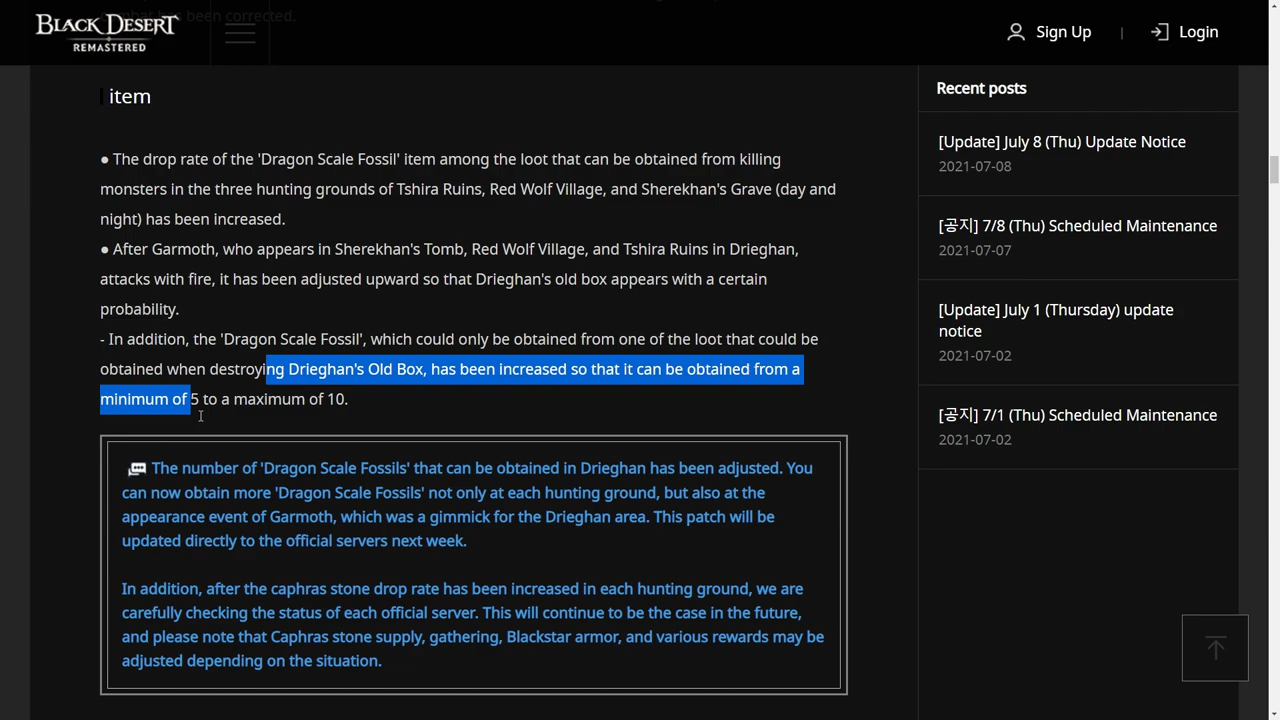 combat has been corrected.
BLACK DESERT
REMASTERED
Sign Up
|
Login
item
● The drop rate of the 'Dragon Scale Fossil' item among the loot that can be obtained from killing
monsters in the three hunting grounds of Tshira Ruins, Red Wolf Village, and Sherekhan's Grave (day and
night) has been increased.
● After Garmoth, who appears in Sherekhan's Tomb, Red Wolf Village, and Tshira Ruins in Drieghan,
attacks with fire, it has been adjusted upward so that Drieghan's old box appears with a certain
probability.
- In addition, the 'Dragon Scale Fossil', which could only be obtained from one of the loot that could be
obtained when destroying Drieghan's Old Box, has been increased so that it can be obtained from a
minimum of 5 to a maximum of 10.
The number of 'Dragon Scale Fossils' that can be obtained in Drieghan has been adjusted. You
can now obtain more 'Dragon Scale Fossils' not only at each hunting ground, but also at the
appearance event of Garmoth, which was a gimmick for the Drieghan area. This patch will be
updated directly to the official servers next week.
In addition, after the caphras stone drop rate has been increased in each hunting ground, we are
carefully checking the status of each official server. This will continue to be the case in the future,
and please note that Caphras stone supply, gathering, Blackstar armor, and various rewards may be
adjusted depending on the situation.
Recent posts
[Update] July 8 (Thu) Update Notice
2021-07-08
[공지] 7/8 (Thu) Scheduled Maintenance
2021-07-07
[Update] July 1 (Thursday) update
notice
2021-07-02
[공지] 7/1 (Thu) Scheduled Maintenance
2021-07-02